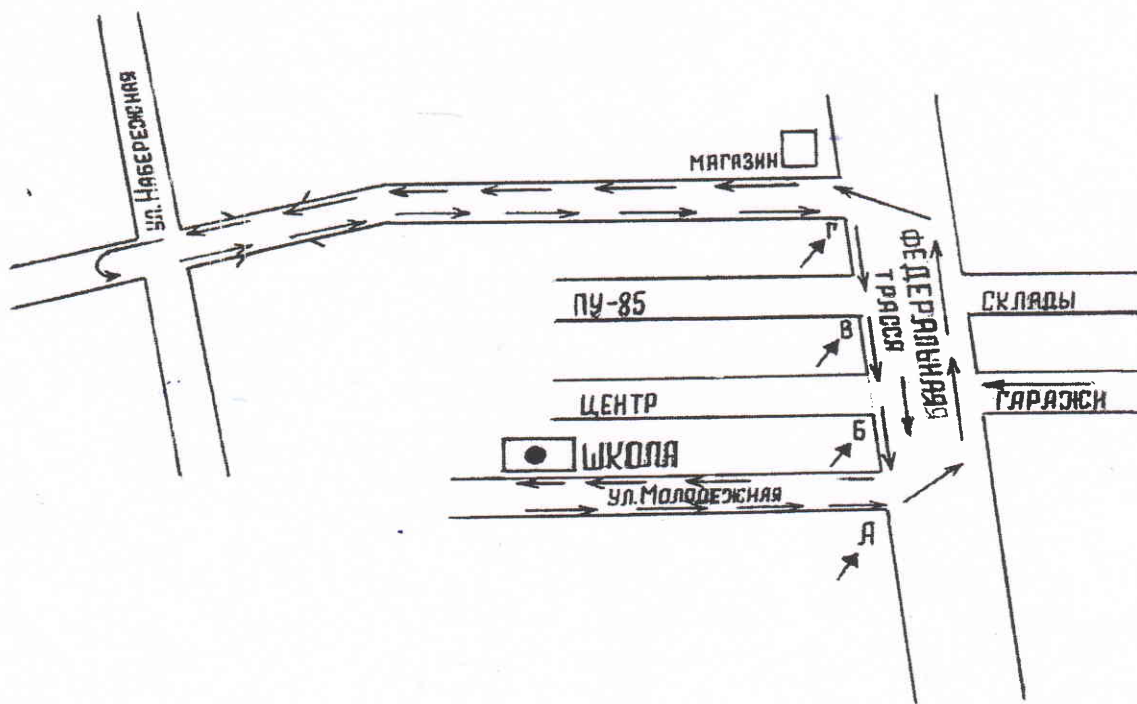 ул. НАБЕРЕЖНАЯ
МАГАЗИН
Г
ФЕДЕРАЛЬНАЯ
ТРАССА
ПУ-85
СКЛАДЫ
В
ЦЕНТР
ГАРАЖИ
Б
ШКОЛА
ул. Молодежная
А